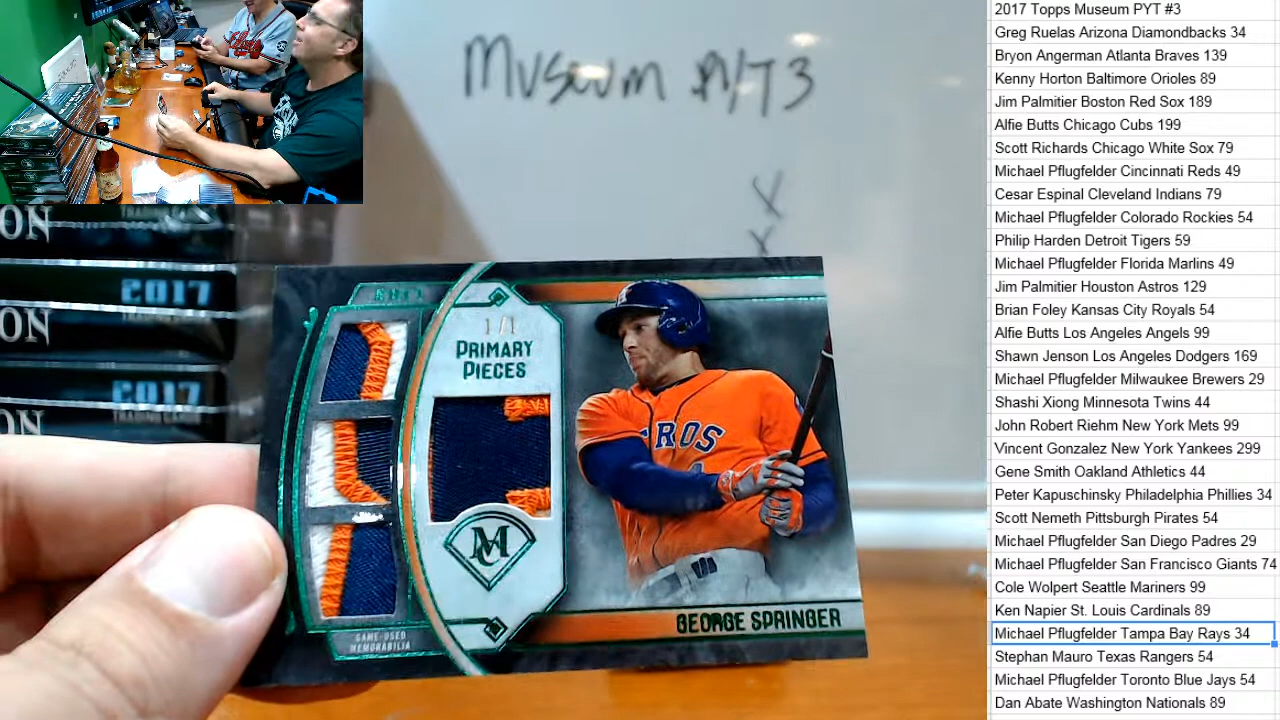 Museum PYT 3
X
X
ON
2017
ON
2017
1/1
PRIMARY
PIECES
ROS
MC
GEORGE SPRINGER
GAME-USED
MEMORABILIA
2017 Topps Museum PYT #3
Greg Ruelas Arizona Diamondbacks 34
Bryon Angerman Atlanta Braves 139
Kenny Horton Baltimore Orioles 89
Jim Palmitier Boston Red Sox 189
Alfie Butts Chicago Cubs 199
Scott Richards Chicago White Sox 79
Michael Pflugfelder Cincinnati Reds 49
Cesar Espinal Cleveland Indians 79
Michael Pflugfelder Colorado Rockies 54
Philip Harden Detroit Tigers 59
Michael Pflugfelder Florida Marlins 49
Jim Palmitier Houston Astros 129
Brian Foley Kansas City Royals 54
Alfie Butts Los Angeles Angels 99
Shawn Jenson Los Angeles Dodgers 169
Michael Pflugfelder Milwaukee Brewers 29
Shashi Xiong Minnesota Twins 44
John Robert Riehm New York Mets 99
Vincent Gonzalez New York Yankees 299
Gene Smith Oakland Athletics 44
Peter Kapuschinsky Philadelphia Phillies 34
Scott Nemeth Pittsburgh Pirates 54
Michael Pflugfelder San Diego Padres 29
Michael Pflugfelder San Francisco Giants 74
Cole Wolpert Seattle Mariners 99
Ken Napier St. Louis Cardinals 89
Michael Pflugfelder Tampa Bay Rays 34
Stephan Mauro Texas Rangers 54
Michael Pflugfelder Toronto Blue Jays 54
Dan Abate Washington Nationals 89